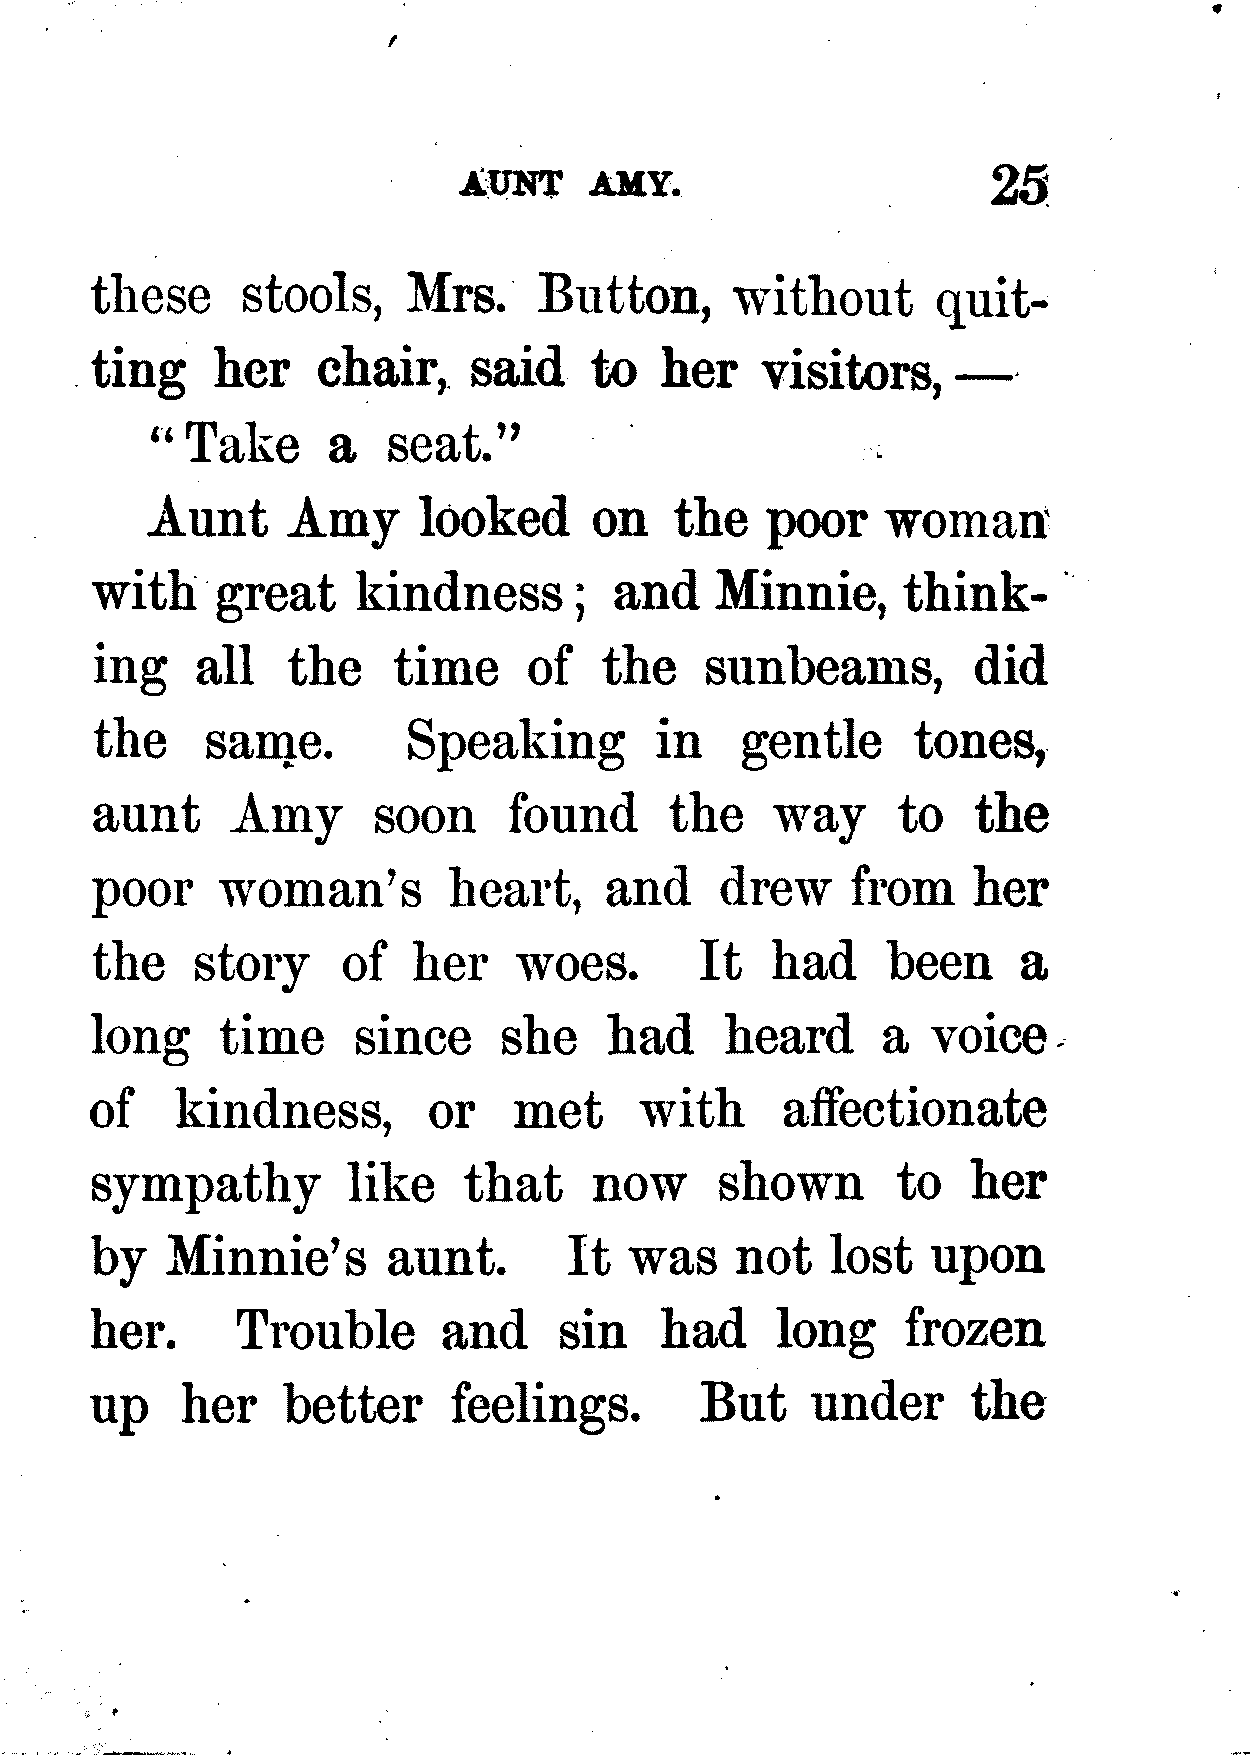 AUNT AMY. 25
these stools, Mrs. Button, without quit-
ting her chair, said to her visitors, —
"Take a seat."
Aunt Amy looked on the poor woman
with great kindness; and Minnie, think-
ing all the time of the sunbeams, did
the same. Speaking in gentle tones,
aunt Amy soon found the way to the
poor woman's heart, and drew from her
the story of her woes. It had been a
long time since she had heard a voice
of kindness, or met with affectionate
sympathy like that now shown to her
by Minnie's aunt. It was not lost upon
her. Trouble and sin had long frozen
up her better feelings. But under the